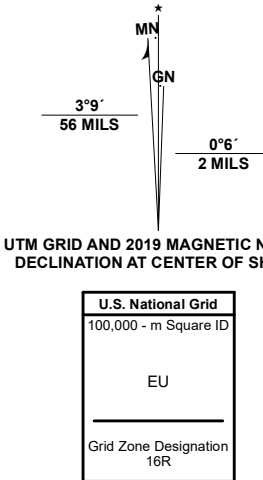 ★
MN
GN
3°9´
56 MILS
0°6´
2 MILS
UTM GRID AND 2019 MAGNETIC
DECLINATION AT CENTER OF
U.S. National Grid
100,000 - m Square ID
EU
Grid Zone Designation
16R